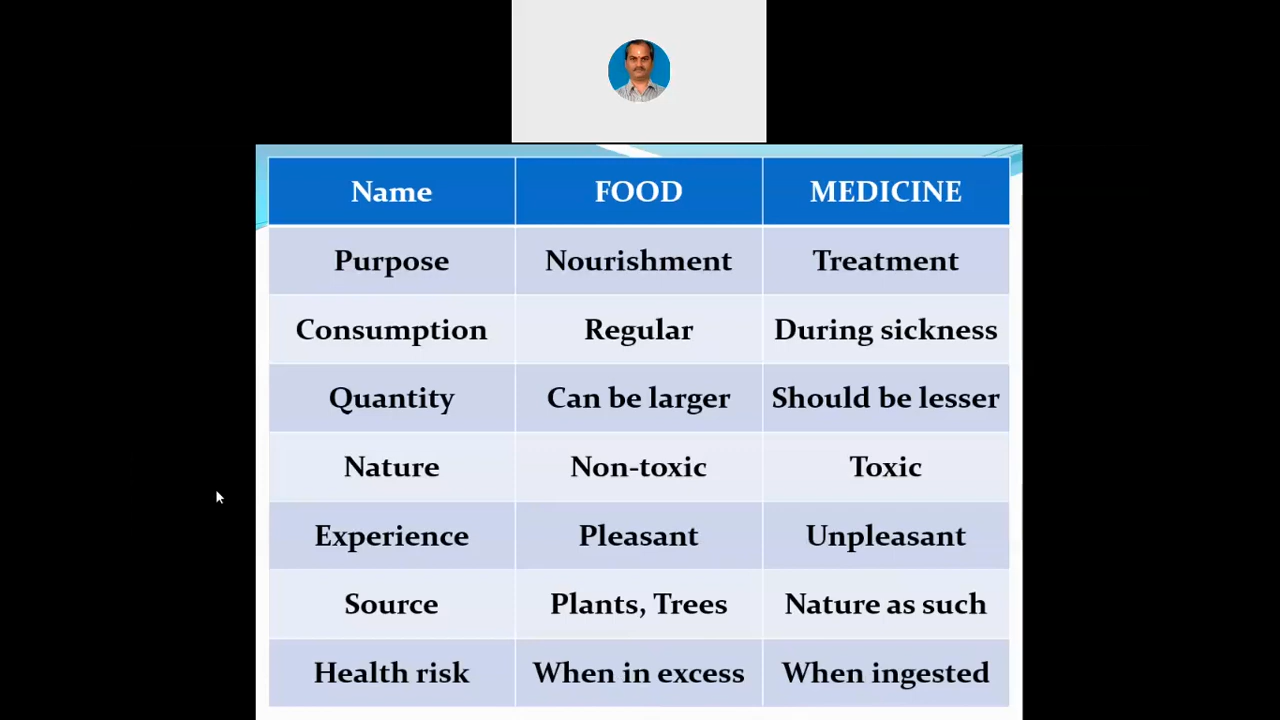 Name FOOD MEDICINE
Purpose Nourishment Treatment
Consumption Regular During sickness
Quantity Can be larger Should be lesser
Nature Non-toxic Toxic
Experience Pleasant Unpleasant
Source Plants, Trees Nature as such
Health risk When in excess When ingested